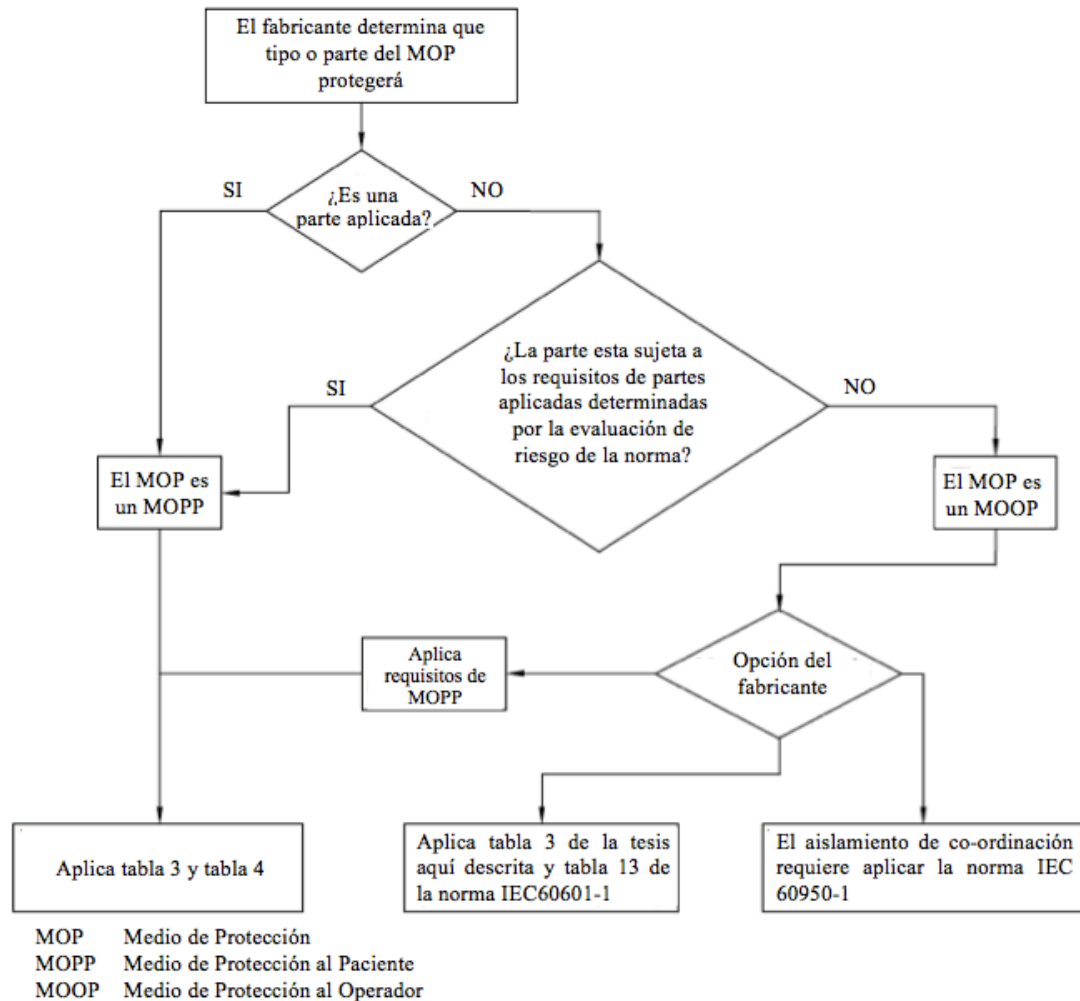 El fabricante determina que
tipo o parte del MOP
protegerá
SI
¿Es una
parte aplicada?
NO
¿La parte esta sujeta a
los requisitos de partes
aplicadas determinadas
por la evaluación de
riesgo de la norma?
SI
NO
El MOP es
un MOPP
El MOP es
un MOOP
Aplica
requisitos de
MOPP
Opción del
fabricante
Aplica tabla 3 y tabla 4
Aplica tabla 3 de la tesis
aquí descrita y tabla 13 de
la norma IEC60601-1
El aislamiento de co-ordinación
requiere aplicar la norma IEC
60950-1
MOP Medio de Protección
MOPP Medio de Protección al Paciente
MOOP Medio de Protección al Operador